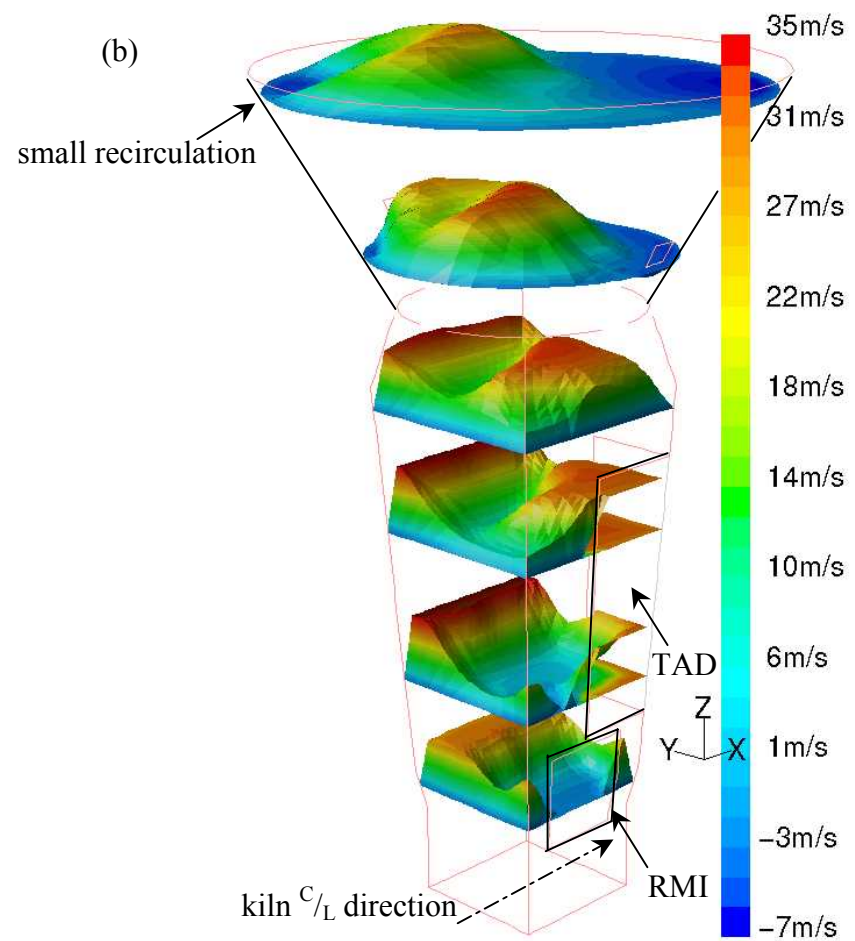 (b)
35m/s
31m/s
small recirculation
27m/s
22m/s
18m/s
14m/s
10m/s
TAD
6m/s
Z
Y X
1m/s
-3m/s
RMI
kiln C/L direction
-7m/s